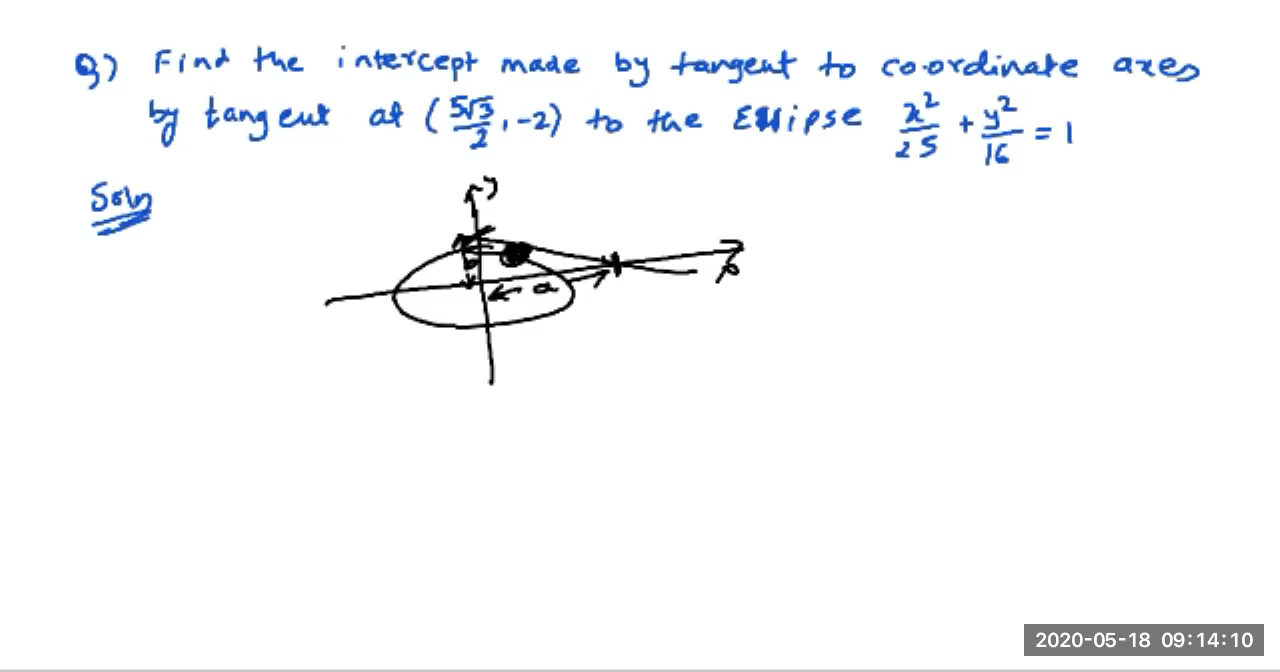 Q) Find the intercept made by tangent to co.ordinate axes
by tangent at (5√3/2, -2) to the Ellipse x²/25 + y²/16 = 1
Soln
y
b
a
x
2020-05-18 09:14:10